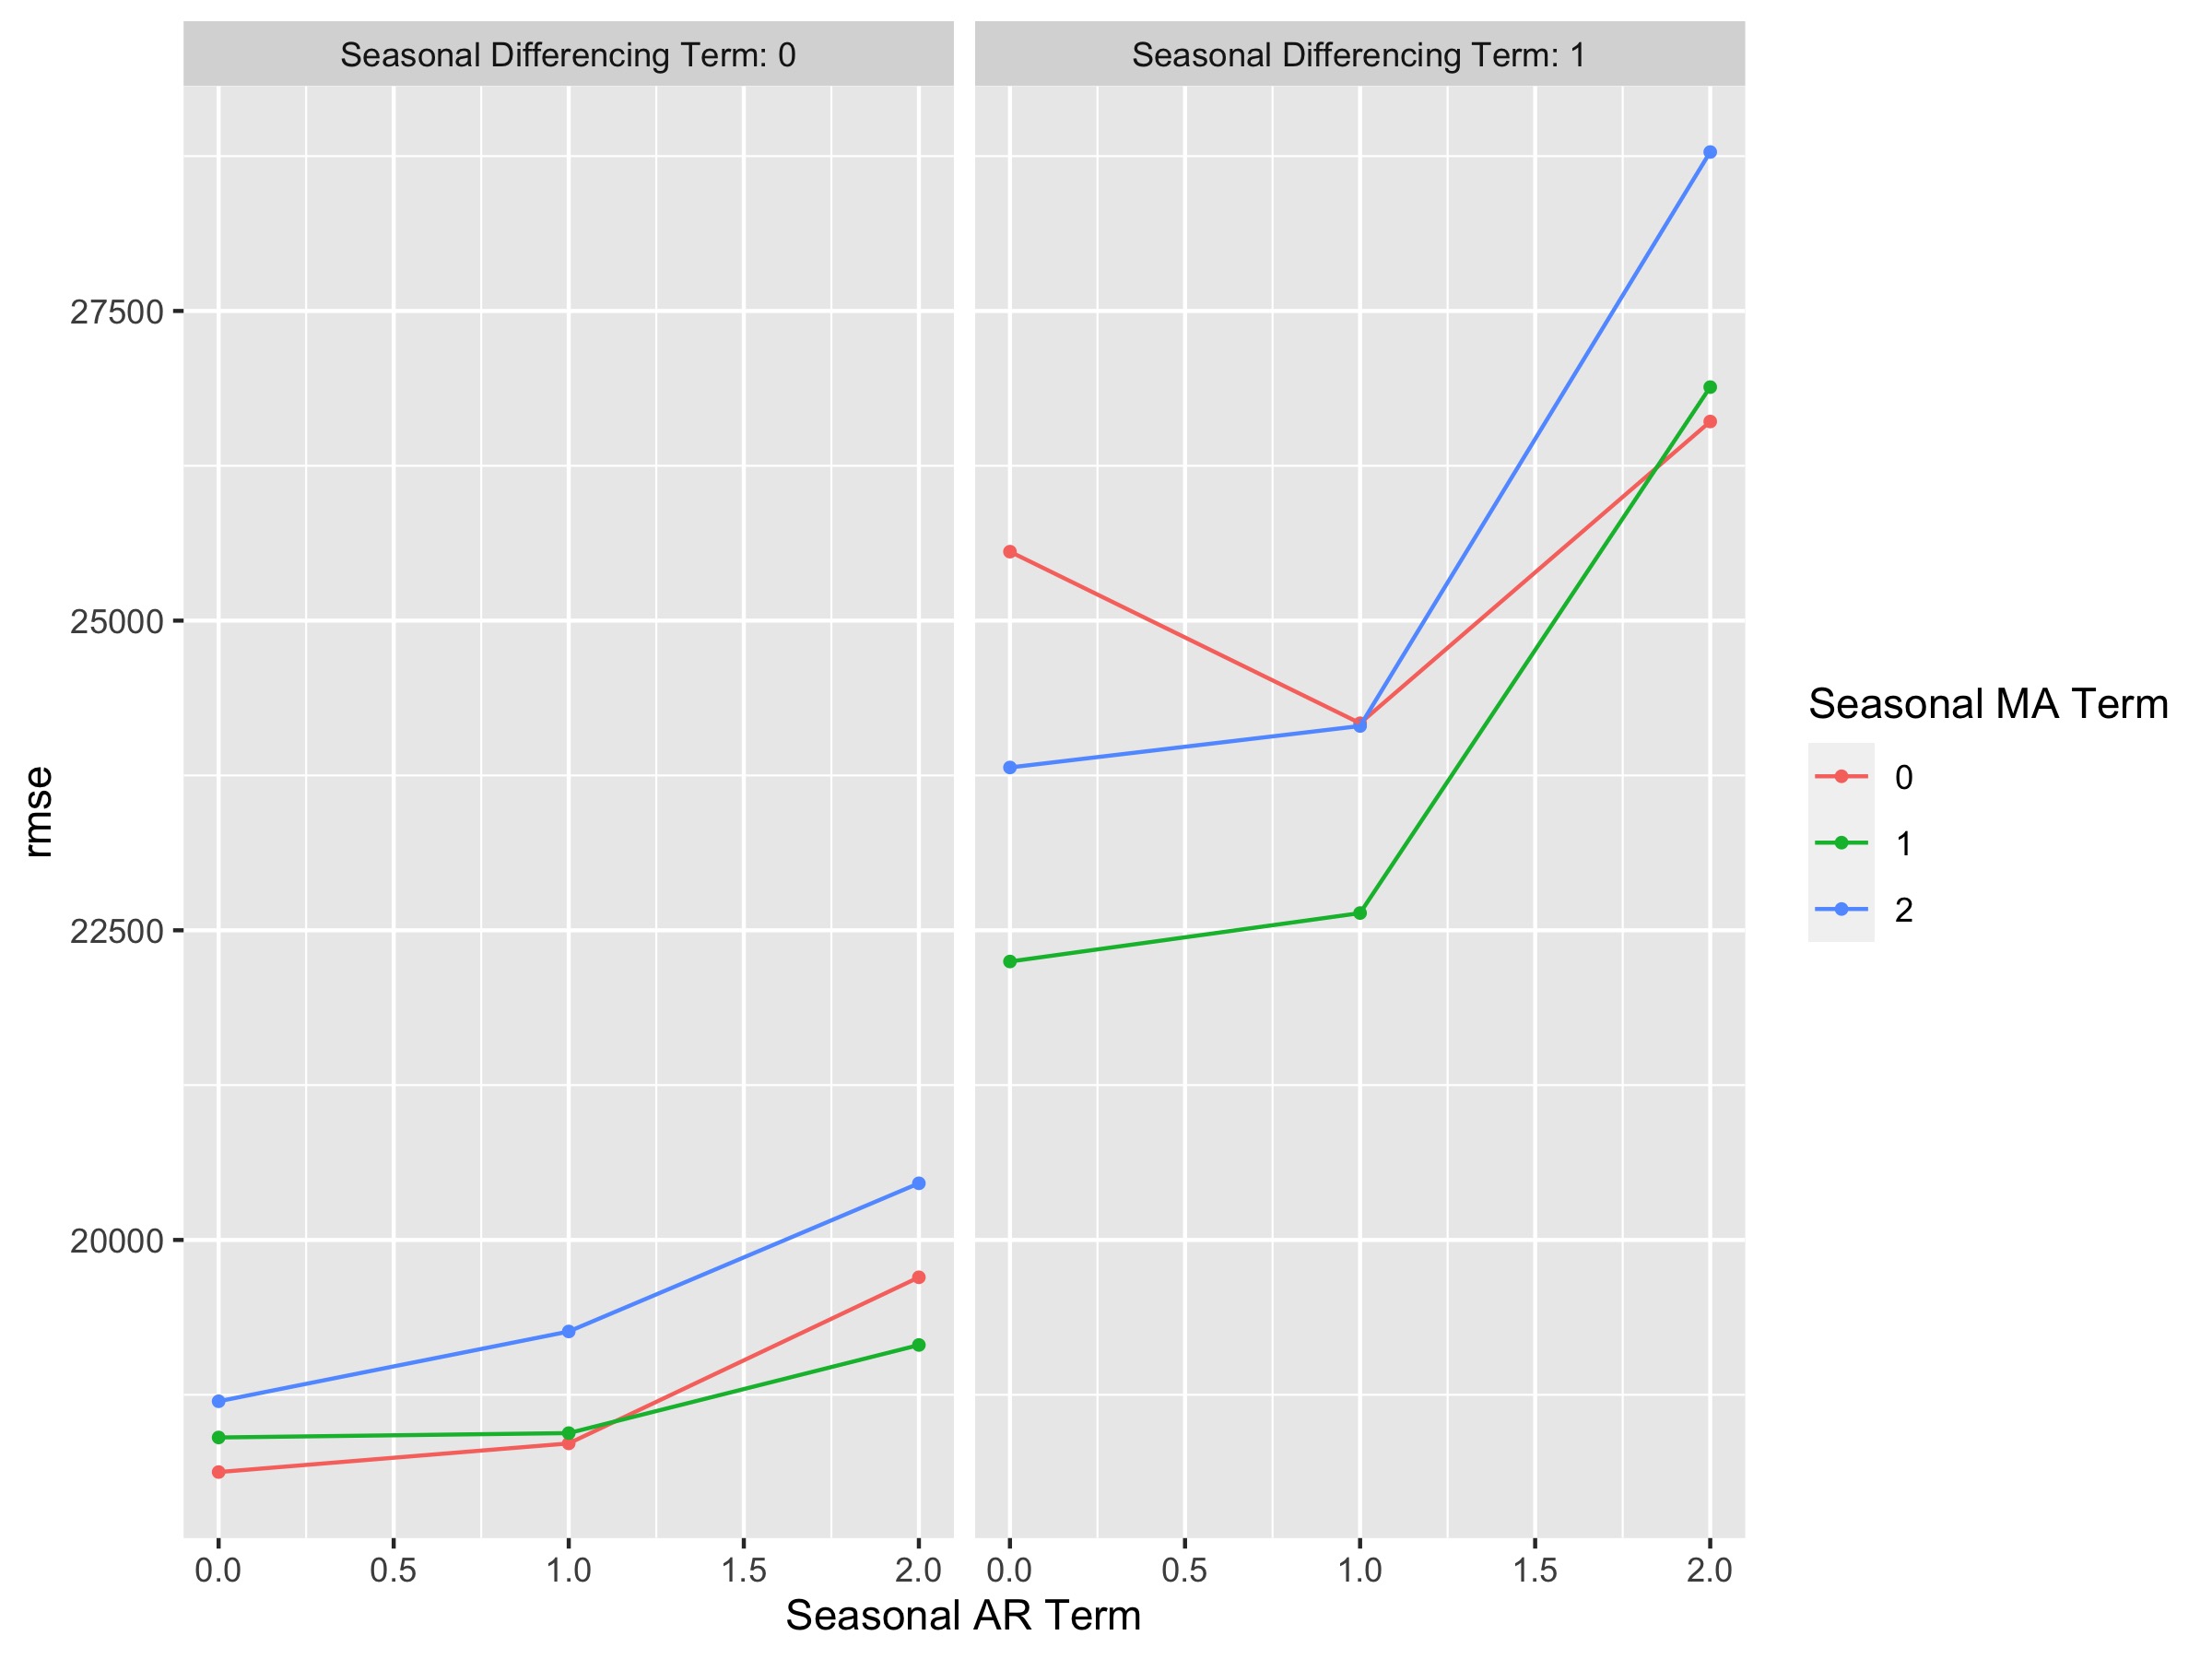 Seasonal Differencing Term: 0
Seasonal Differencing Term: 1
27500
25000
22500
20000
rmse
0.0 0.5 1.0 1.5 2.0
0.0 0.5 1.0 1.5 2.0
Seasonal AR Term
Seasonal MA Term
0
1
2